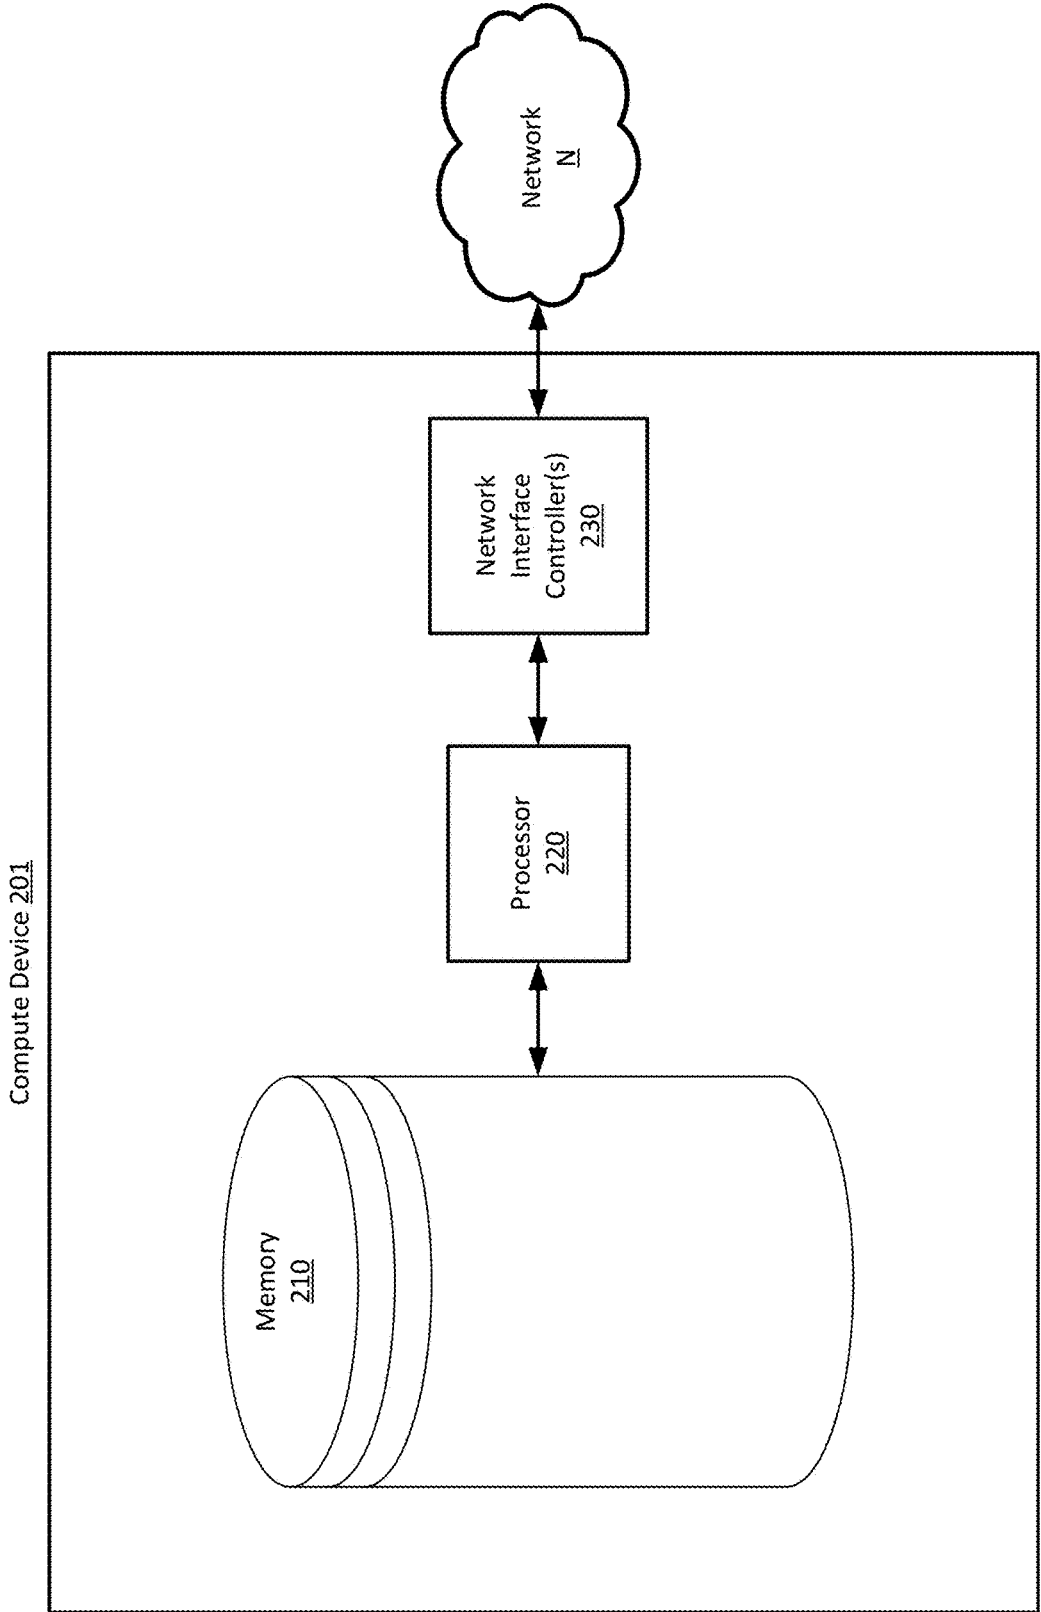 Compute Device 201
Memory
210
Processor
220
Network
Interface
Controller(s)
230
Network
N